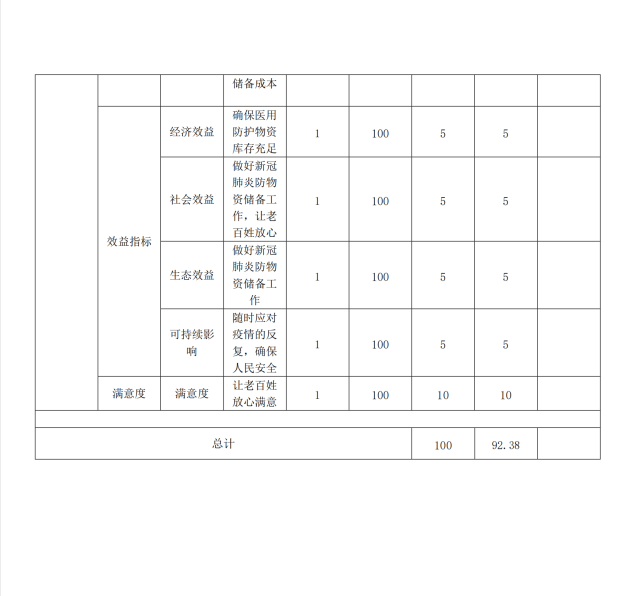 储备成本
效益指标
经济效益
确保医用
防护物资
库存充足
1
100
5
5
社会效益
做好新冠
肺炎防物
资储备工
作，让老
百姓放心
1
100
5
5
生态效益
做好新冠
肺炎防物
资储备工
作
1
100
5
5
可持续影
响
随时应对
疫情的反
复，确保
人民安全
1
100
5
5
满意度
满意度
让老百姓
放心满意
1
100
10
10
总计
100
92.38